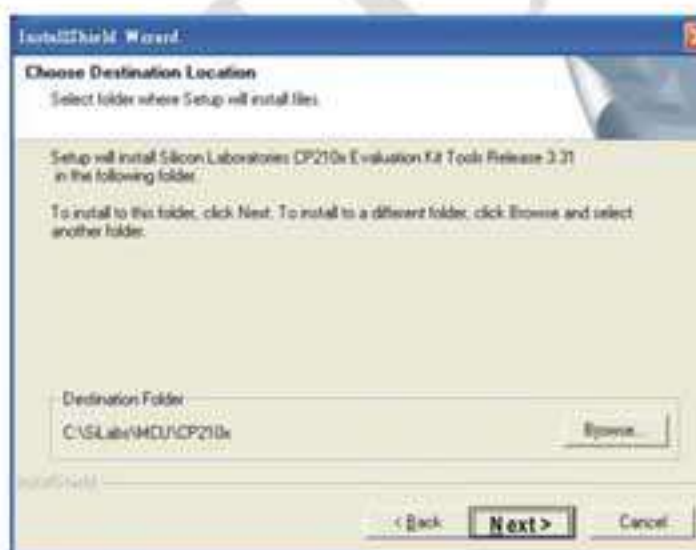 InstallShield Wizard
Choose Destination Location
Select folder where Setup will install files.
Setup will install Silicon Laboratories CP210x Evaluation Kit Tools Release 3.31
in the following folder.
To install to this folder, click Next. To install to a different folder, click Browse and select
another folder.
Destination Folder
C:\SiLabs\MCU\CP210x
Browse...
InstallShield
< Back Next > Cancel